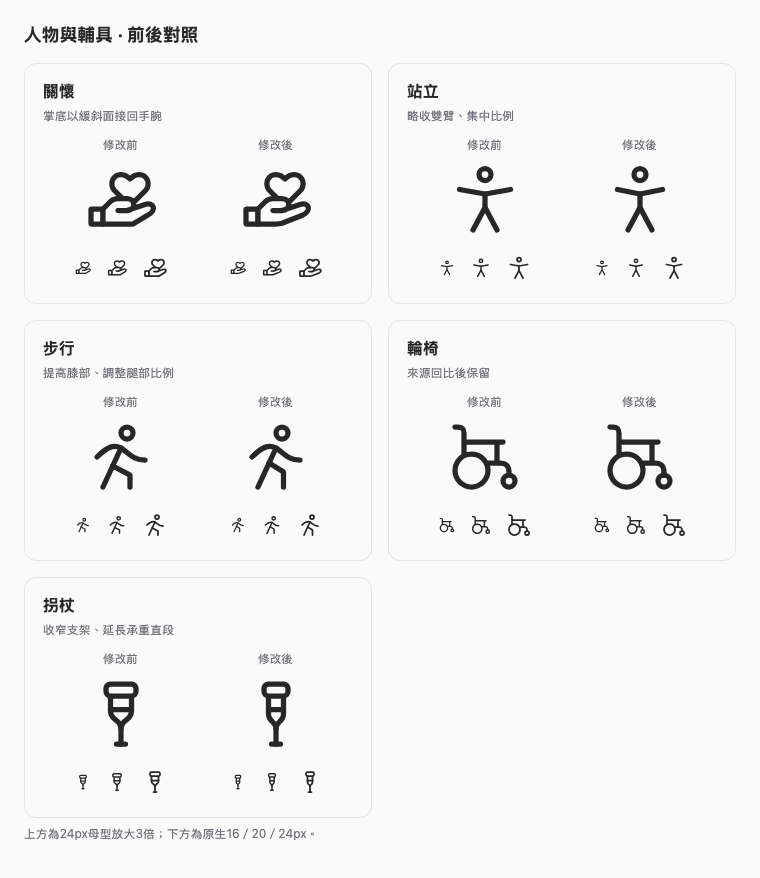 人物與輔具 · 前後對照
關懷
掌底以緩斜面接回手腕
修改前
修改後
站立
略收雙臂、集中比例
修改前
修改後
步行
提高膝部、調整腿部比例
修改前
修改後
輪椅
來源回比後保留
修改前
修改後
拐杖
收窄支架、延長承重直段
修改前
修改後
上方為24px母型放大3倍；下方為原生16 / 20 / 24px。